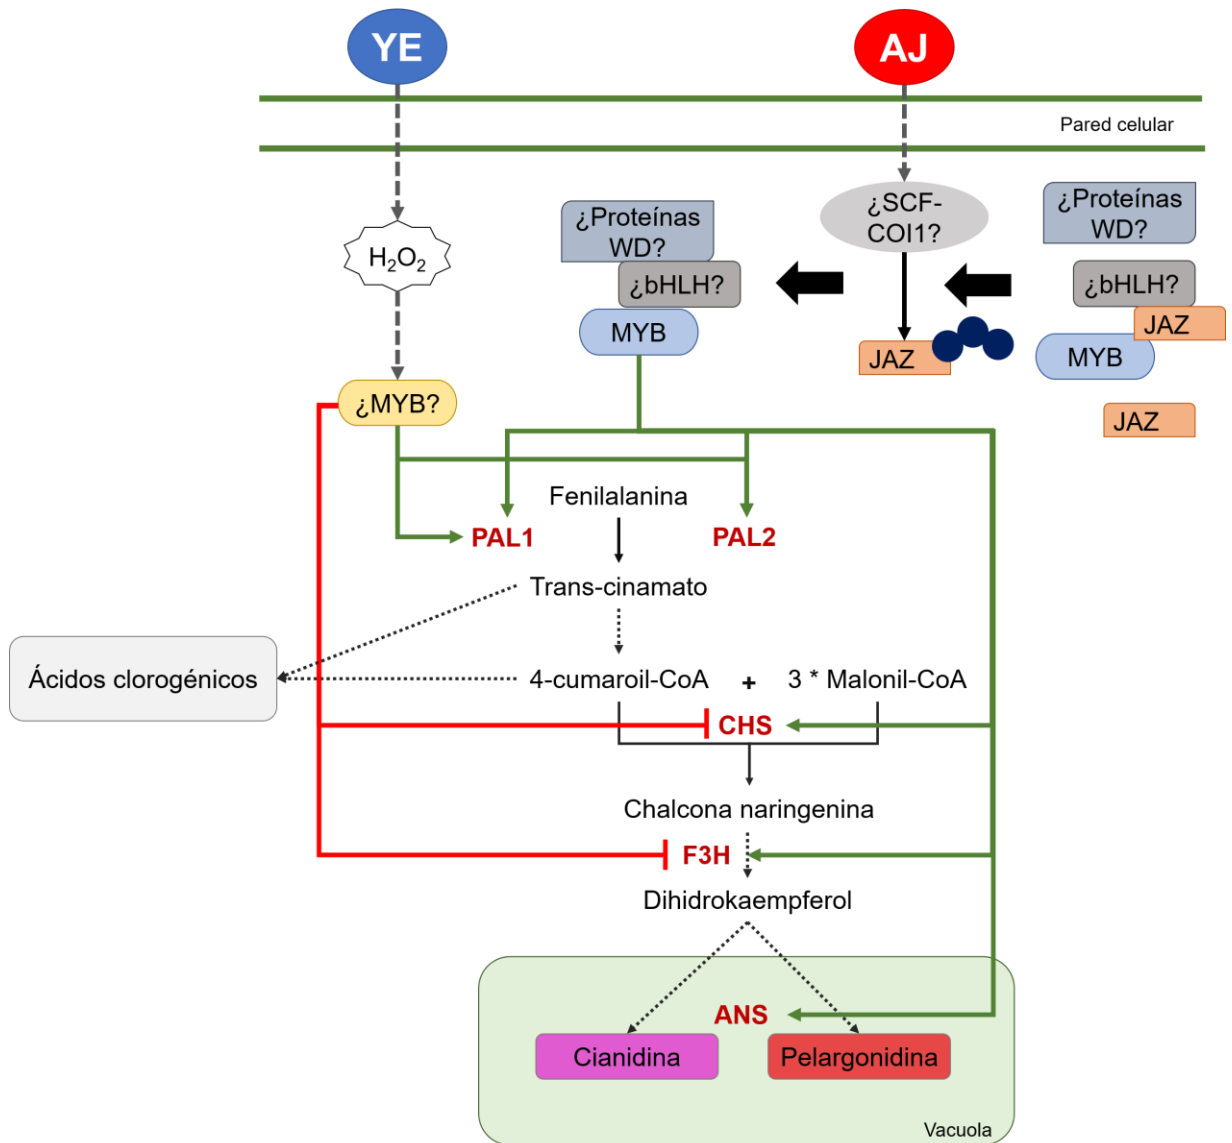 YE
AJ
Pared celular
H₂O₂
¿Proteínas
WD?
¿bHLH?
MYB
¿SCF-
COI1?
JAZ
¿Proteínas
WD?
¿bHLH?
JAZ
MYB
JAZ
¿MYB?
Fenilalanina
PAL1
PAL2
Trans-cinamato
Ácidos clorogénicos
4-cumaroil-CoA + 3 * Malonil-CoA
CHS
Chalcona naringenina
F3H
Dihidrokaempferol
ANS
Cianidina
Pelargonidina
Vacuola